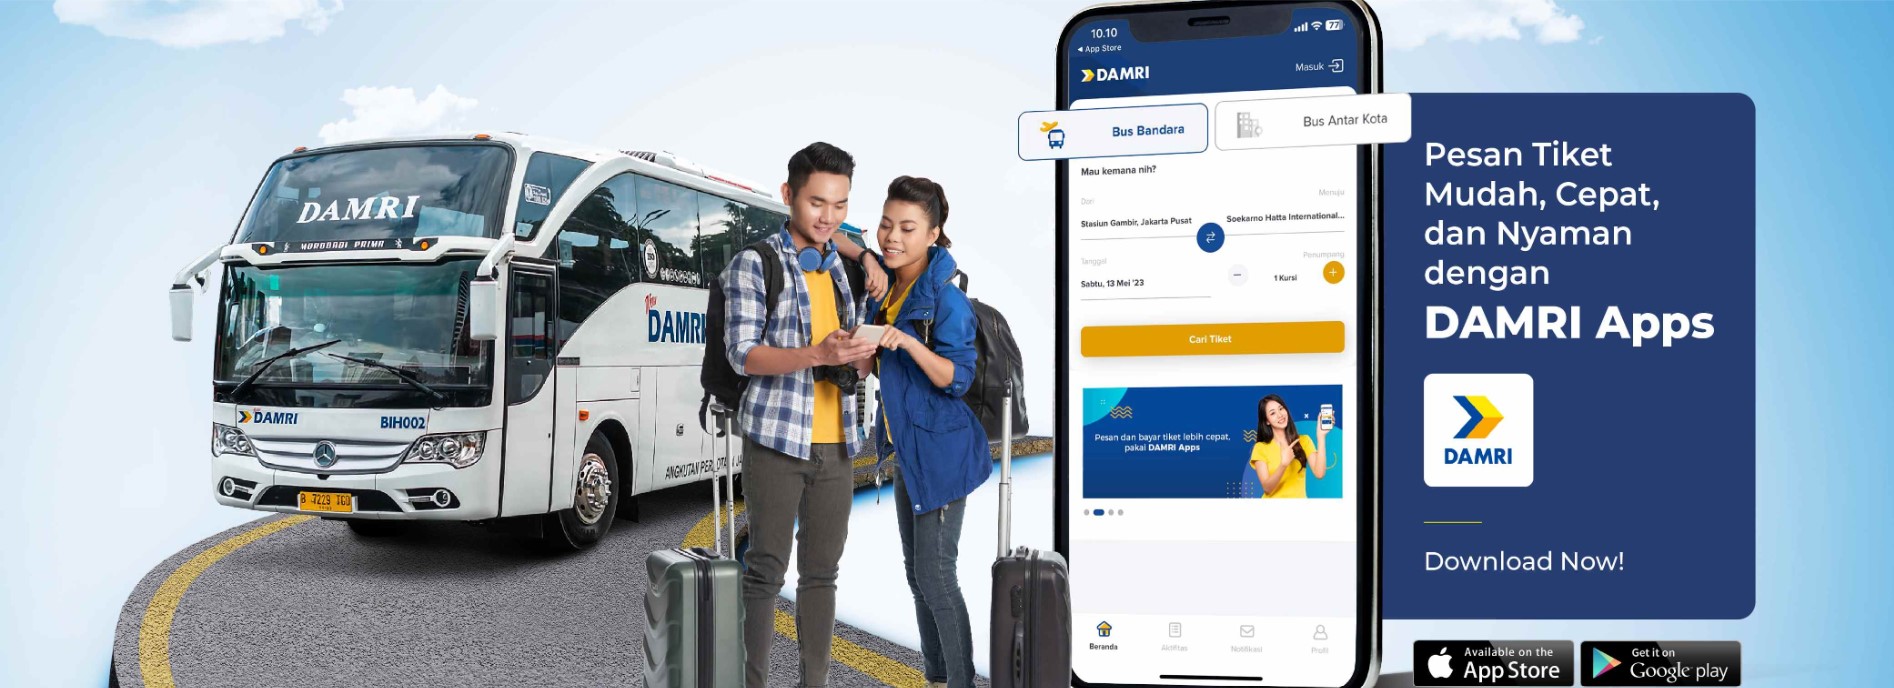 DAMRI
MORODADI PRIMA
New
DAMRI
DAMRI
BIH002
B 7229 TGD
10.10
77
App Store
DAMRI
Masuk
Bus Bandara
Bus Antar Kota
Mau kemana nih?
Dari
Menuju
Stasiun Gambir, Jakarta Pusat
Soekarno Hatta International...
Tanggal
Penumpang
Sabtu, 13 Mei '23
1 Kursi
Cari Tiket
Pesan dan bayar tiket lebih cepat,
pakai DAMRI Apps
Beranda
Aktifitas
Notifikasi
Profil
Pesan Tiket
Mudah, Cepat,
dan Nyaman
dengan
DAMRI Apps
DAMRI
Download Now!
Available on the
App Store
Get it on
Google play